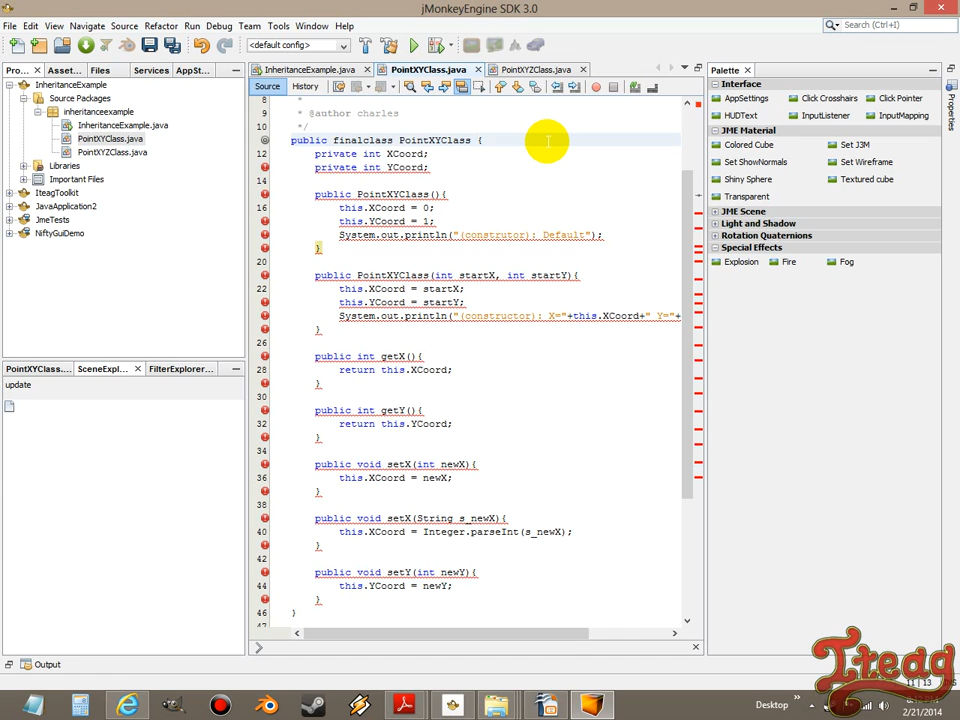 jMonkeyEngine SDK 3.0
File Edit View Navigate Source Refactor Run Debug Team Tools Window Help
Search (Ctrl+I)
<default config>
Pro... Asset... Files Services AppSt...
InheritanceExample
Source Packages
inheritanceexample
InheritanceExample.java
PointXYClass.java
PointXYZClass.java
Libraries
Important Files
IteagToolkit
JavaApplication2
JmeTests
NiftyGuiDemo
PointXYClass.... SceneExpl... FilterExplorer...
update
InheritanceExample.java PointXYClass.java PointXYZClass.java
Source History
8 *
9 * @author charles
10 */
public finalclass PointXYClass {
12 private int XCoord;
private int YCoord;
14
public PointXYClass(){
16 this.XCoord = 0;
this.YCoord = 1;
System.out.println("(construtor): Default");
}
20
public PointXYClass(int startX, int startY){
22 this.XCoord = startX;
this.YCoord = startY;
System.out.println("(constructor): X="+this.XCoord+" Y="+
}
26
public int getX(){
28 return this.XCoord;
}
30
public int getY(){
32 return this.YCoord;
}
34
public void setX(int newX){
36 this.XCoord = newX;
}
38
public void setX(String s_newX){
40 this.XCoord = Integer.parseInt(s_newX);
}
42
public void setY(int newY){
44 this.YCoord = newY;
}
46 }
47
Palette
Interface
AppSettings Click Crosshairs Click Pointer
HUDText InputListener InputMapping
JME Material
Colored Cube Set J3M
Set ShowNormals Set Wireframe
Shiny Sphere Textured cube
Transparent
JME Scene
Light and Shadow
Rotation Quaternions
Special Effects
Explosion Fire Fog
Properties
Output
11 13 INS
Iteag
Desktop
2/21/2014